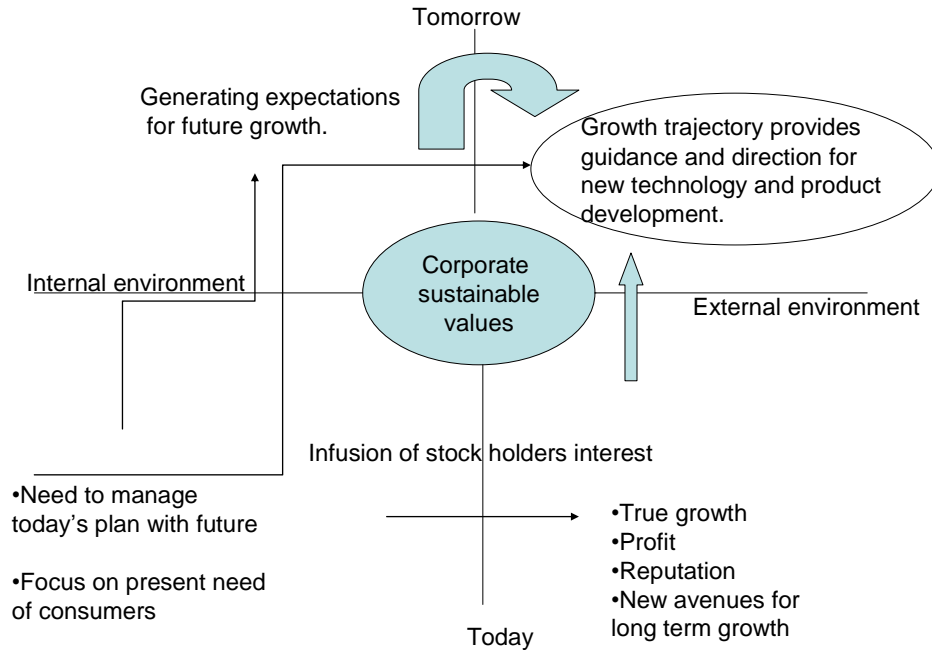 Tomorrow
Generating expectations
for future growth.
Growth trajectory provides
guidance and direction for
new technology and product
development.
Internal environment
Corporate
sustainable
values
External environment
Infusion of stock holders interest
•Need to manage
today’s plan with future
•Focus on present need
of consumers
•True growth
•Profit
•Reputation
•New avenues for
long term growth
Today